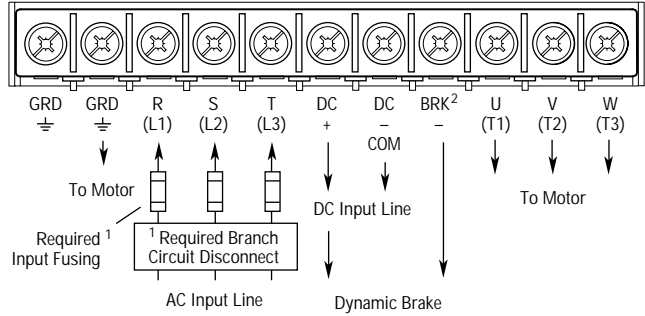 GRD GRD R S T DC DC BRK2 U V W
(L1) (L2) (L3) + – – (T1) (T2) (T3)
COM
To Motor
To Motor
DC Input Line
Required 1
Input Fusing
1 Required Branch
Circuit Disconnect
AC Input Line
Dynamic Brake